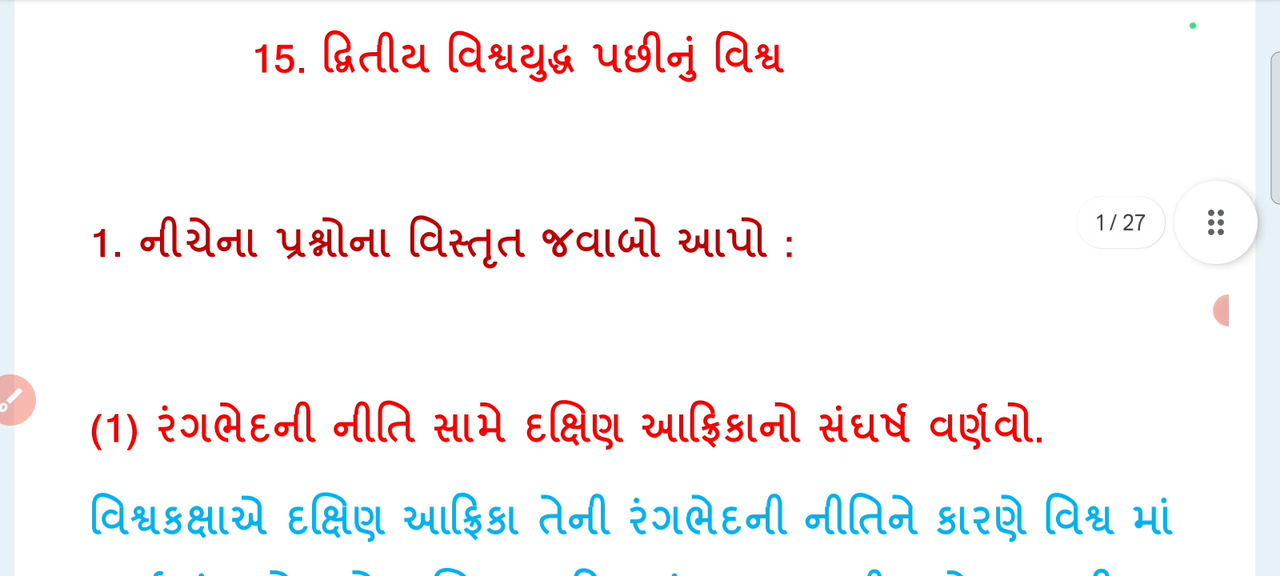 15. દ્વિતીય વિશ્વયુદ્ધ પછીનું વિશ્વ
1. નીચેના પ્રશ્નોના વિસ્તૃત જવાબો આપો :
1 / 27
(1) રંગભેદની નીતિ સામે દક્ષિણ આફ્રિકાનો સંઘર્ષ વર્ણવો.
વિશ્વકક્ષાએ દક્ષિણ આફ્રિકા તેની રંગભેદની નીતિને કારણે વિશ્વ માં